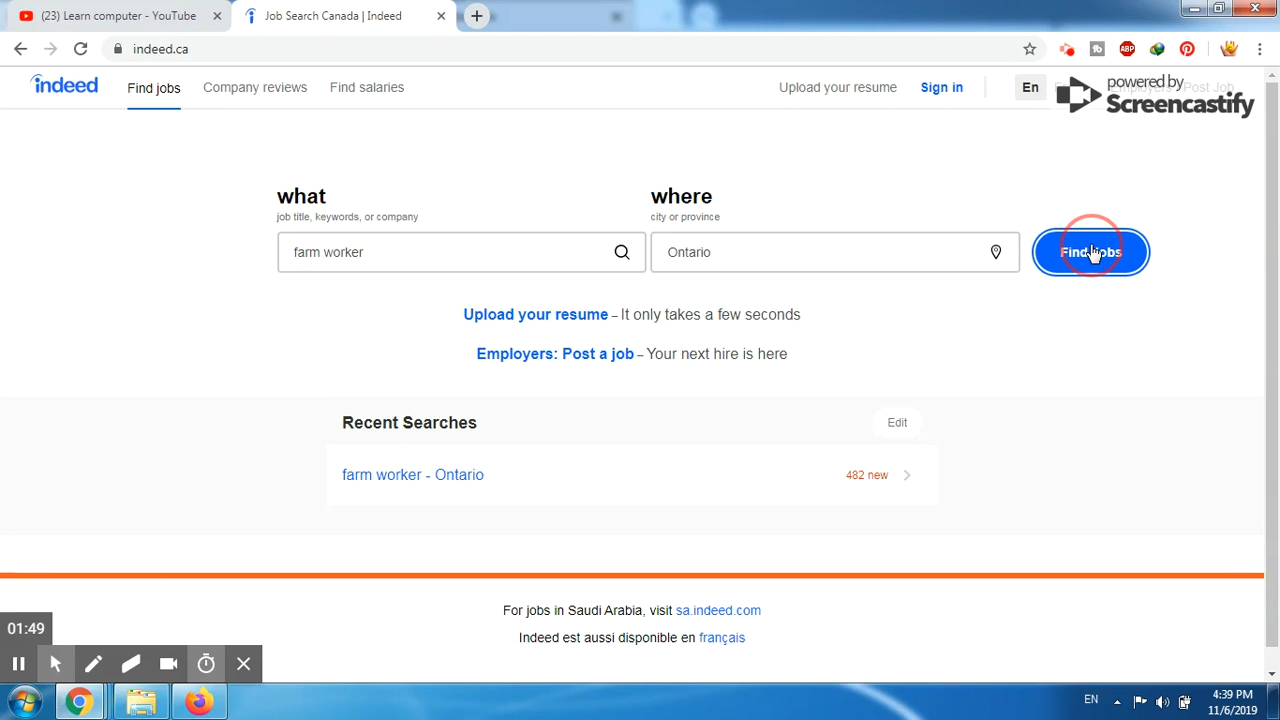 (23) Learn computer - YouTube
Job Search Canada | Indeed
indeed.ca
ABP
indeed
Find jobs
Company reviews
Find salaries
Upload your resume
Sign in
En
Employers / Post Job
powered by
Screencastify
what
job title, keywords, or company
where
city or province
farm worker
Ontario
Find jobs
Upload your resume – It only takes a few seconds
Employers: Post a job – Your next hire is here
Recent Searches
Edit
farm worker - Ontario
482 new
For jobs in Saudi Arabia, visit sa.indeed.com
Indeed est aussi disponible en français
01:49
EN
4:39 PM
11/6/2019